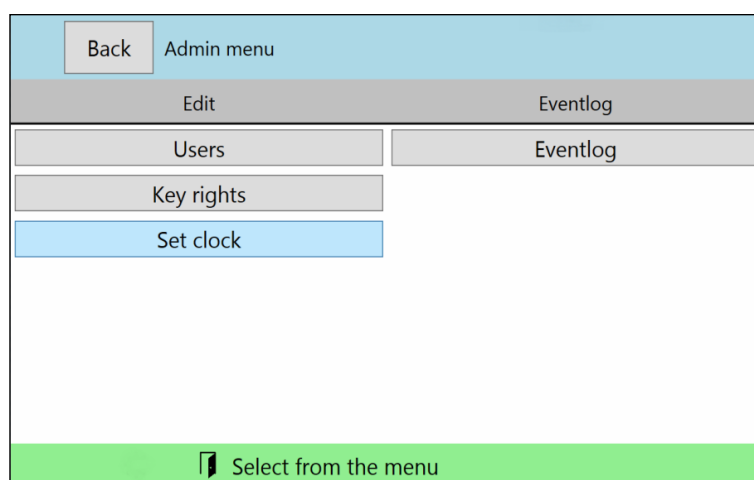 Back Admin menu
Edit Eventlog
Users Eventlog
Key rights
Set clock
Select from the menu